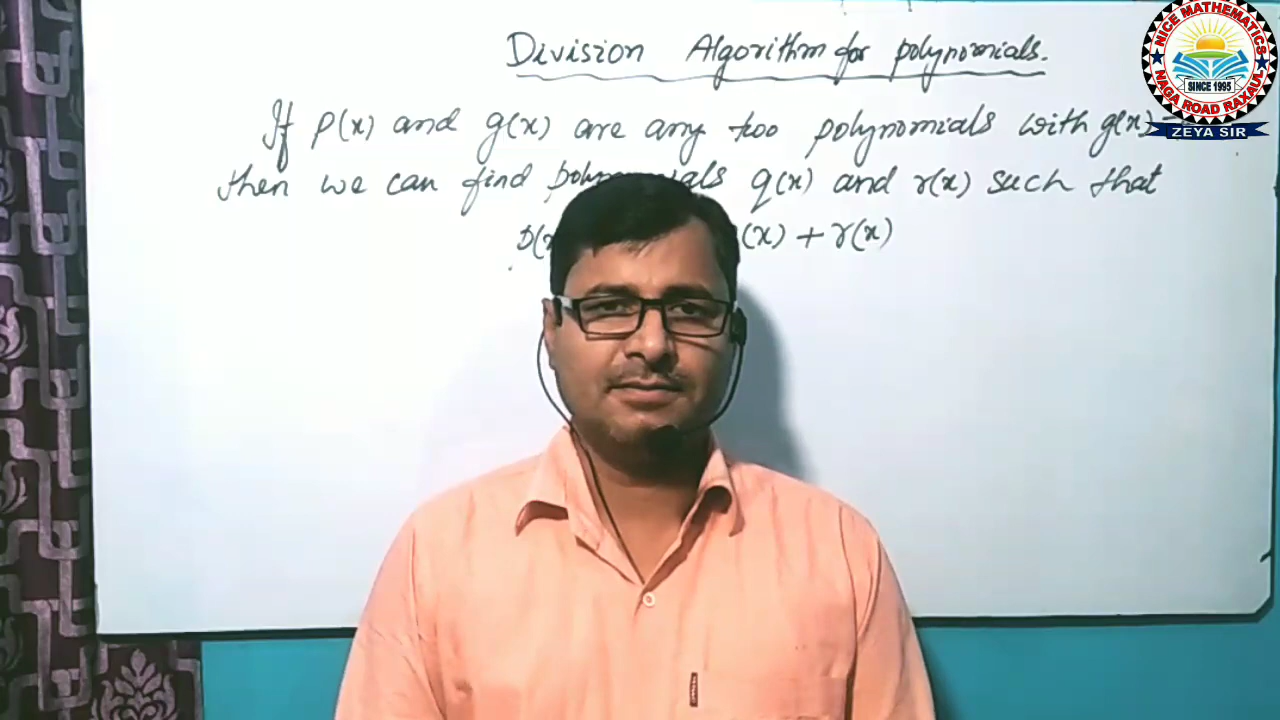 Division Algorithm for polynomials.
If p(x) and g(x) are any two polynomials with g(x)
then we can find q(x) and r(x) such that
(x) + r(x)
NICE MATHEMATICS
SINCE 1995
NAGA ROAD RAXAUL
ZEYA SIR